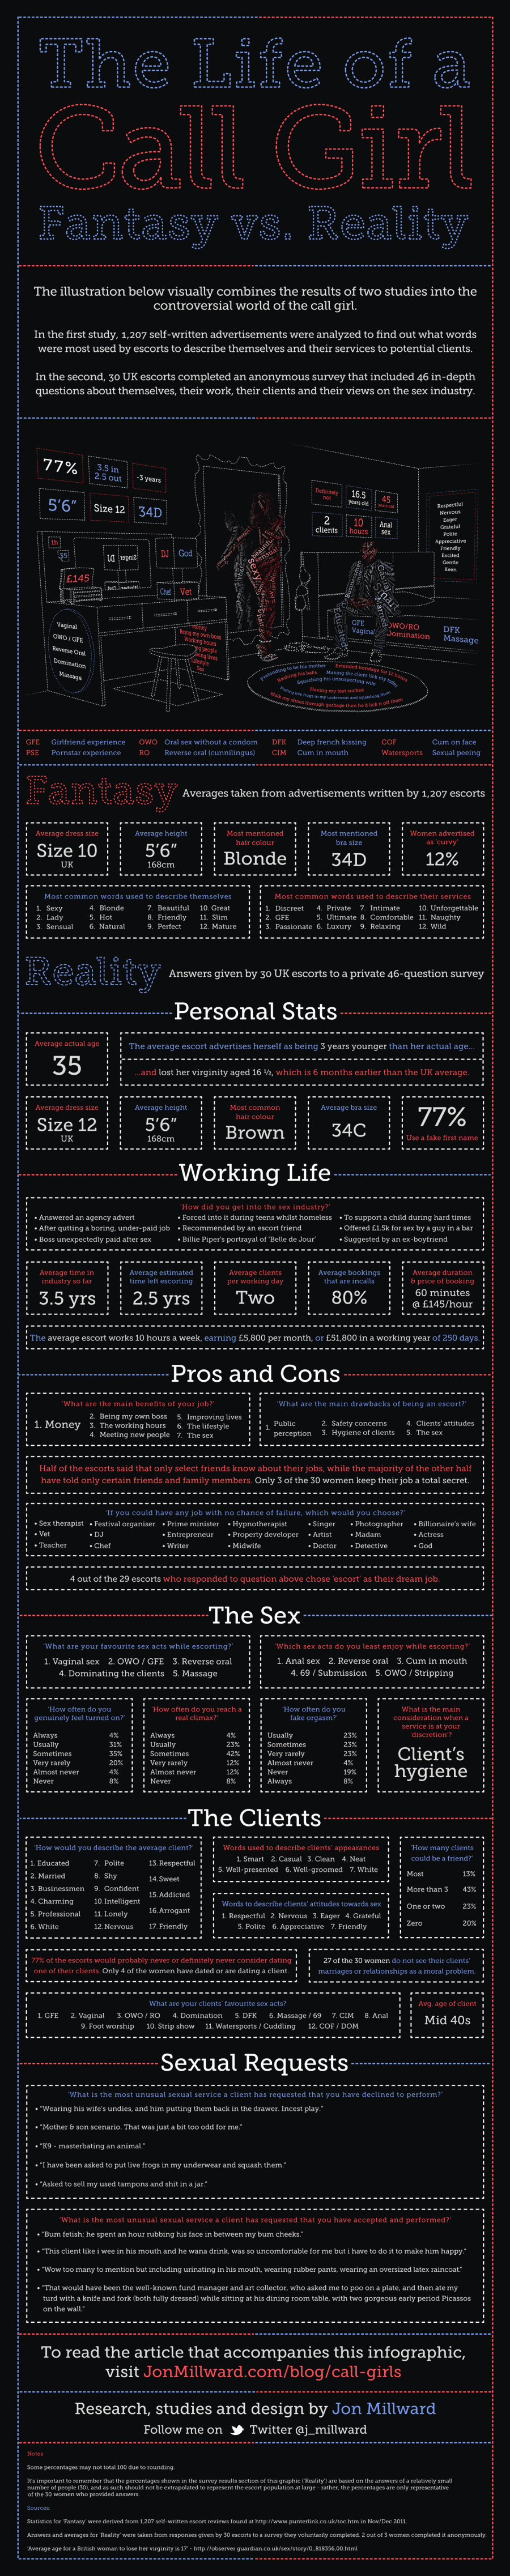 The Life of a
Call Girl
Fantasy vs. Reality
The illustration below visually combines the results of two studies into the
controversial world of the call girl.
In the first study, 1,207 self-written advertisements were analyzed to find out what words
were most used by escorts to describe themselves and their services to potential clients.
In the second, 30 UK escorts completed an anonymous survey that included 46 in-depth
questions about themselves, their work, their clients and their views on the sex industry.
77%
3.5 in
2.5 out
-3 years
5'6"
Size 12
34D
1h
35
£145
DJ
God
Chef
Vet
Definitely not
16.5 years old
45
2 clients
10 hours
Anal sex
Respectful
Nervous
Eager
Grateful
Polite
Appreciative
Friendly
Excited
Gentle
Keen
Vaginal
OWO / GFE
Reverse Oral
Domination
Massage
Money
Being my own boss
Working hours
Lifestyle
Sex
GFE
Vaginal
OWO/RO
Domination
DFK
Massage
Pretending to be his mother
Extended bondage for 12 hours
Making the client lick my toilet
Squashing his unsuspecting wife
Having my feet sucked
Walk my shoes through garbage then he'd lick it off them
GFE Girlfriend experience OWO Oral sex without a condom DFK Deep french kissing COF Cum on face
PSE Pornstar experience RO Reverse oral (cunnilingus) CIM Cum in mouth Watersports Sexual peeing
Fantasy Averages taken from advertisements written by 1,207 escorts
Average dress size
Size 10
UK
Average height
5'6"
168cm
Most mentioned
hair colour
Blonde
Most mentioned
bra size
34D
Women advertised
as 'curvy'
12%
Most common words used to describe themselves
1. Sexy 4. Blonde 7. Beautiful 10. Great
2. Lady 5. Hot 8. Friendly 11. Slim
3. Sensual 6. Natural 9. Perfect 12. Mature
Most common words used to describe their services
1. Discreet 4. Private 7. Intimate 10. Unforgettable
2. GFE 5. Ultimate 8. Comfortable 11. Naughty
3. Passionate 6. Luxury 9. Relaxing 12. Wild
Reality Answers given by 30 UK escorts to a private 46-question survey
Personal Stats
Average actual age
35
The average escort advertises herself as being 3 years younger than her actual age...
...and lost her virginity aged 16 ½, which is 6 months earlier than the UK average.
Average dress size
Size 12
UK
Average height
5'6"
168cm
Most common
hair colour
Brown
Average bra size
34C
77%
Use a fake first name
Working Life
'How did you get into the sex industry?'
• Answered an agency advert • Forced into it during teens whilst homeless • To support a child during hard times
• After quiting a boring, under-paid job • Recommended by an escort friend • Offered £1.5k for sex by a guy in a bar
• Boss unexpectedly paid after sex • Billie Piper's portrayal of 'Belle de Jour' • Suggested by an ex-boyfriend
Average time in
industry so far
3.5 yrs
Average estimated
time left escorting
2.5 yrs
Average clients
per working day
Two
Average bookings
that are incalls
80%
Average duration
& price of booking
60 minutes
@ £145/hour
The average escort works 10 hours a week, earning £5,800 per month, or £51,800 in a working year of 250 days.
Pros and Cons
'What are the main benefits of your job?'
1. Money
2. Being my own boss 5. Improving lives
3. The working hours 6. The lifestyle
4. Meeting new people 7. The sex
'What are the main drawbacks of being an escort?'
1. Public perception
2. Safety concerns 4. Clients' attitudes
3. Hygiene of clients 5. The sex
Half of the escorts said that only select friends know about their jobs, while the majority of the other half
have told only certain friends and family members. Only 3 of the 30 women keep their job a total secret.
'If you could have any job with no chance of failure, which would you choose?'
• Sex therapist • Festival organiser • Prime minister • Hypnotherapist • Singer • Photographer • Billionaire's wife
• Vet • DJ • Entrepreneur • Property developer • Artist • Madam • Actress
• Teacher • Chef • Writer • Midwife • Doctor • Detective • God
4 out of the 29 escorts who responded to question above chose 'escort' as their dream job.
The Sex
'What are your favourite sex acts while escorting?'
1. Vaginal sex 2. OWO / GFE 3. Reverse oral
4. Dominating the clients 5. Massage
'Which sex acts do you least enjoy while escorting?'
1. Anal sex 2. Reverse oral 3. Cum in mouth
4. 69 / Submission 5. OWO / Stripping
'How often do you
genuinely feel turned on?'
Always 4%
Usually 31%
Sometimes 35%
Very rarely 20%
Almost never 4%
Never 8%
'How often do you reach a
real climax?'
Always 4%
Usually 23%
Sometimes 42%
Very rarely 12%
Almost never 12%
Never 8%
'How often do you
fake orgasm?'
Usually 23%
Sometimes 23%
Very rarely 23%
Almost never 4%
Never 19%
Always 8%
What is the main
consideration when a
service is at your
'discretion'?
Client's
hygiene
The Clients
'How would you describe the average client?'
1. Educated 7. Polite 13. Respectful
2. Married 8. Shy 14. Sweet
3. Businessmen 9. Confident 15. Addicted
4. Charming 10. Intelligent 16. Arrogant
5. Professional 11. Lonely 17. Friendly
6. White 12. Nervous
Words used to describe clients' appearances
1. Smart 2. Casual 3. Clean 4. Neat
5. Well-presented 6. Well-groomed 7. White
Words to describe clients' attitudes towards sex
1. Respectful 2. Nervous 3. Eager 4. Grateful
5. Polite 6. Appreciative 7. Friendly
'How many clients
could be a friend?'
Most 13%
More than 3 43%
One or two 23%
Zero 20%
77% of the escorts would probably never or definitely never consider dating
one of their clients. Only 4 of the women have dated or are dating a client.
27 of the 30 women do not see their clients'
marriages or relationships as a moral problem.
What are your clients' favourite sex acts?
1. GFE 2. Vaginal 3. OWO / RO 4. Domination 5. DFK 6. Massage / 69 7. CIM 8. Anal
9. Foot worship 10. Strip show 11. Watersports / Cuddling 12. COF / DOM
Avg. age of client
Mid 40s
Sexual Requests
'What is the most unusual sexual service a client has requested that you have declined to perform?'
• "Wearing his wife's undies, and him putting them back in the drawer. Incest play."
• "Mother & son scenario. That was just a bit too odd for me."
• "K9 - masterbating an animal."
• "I have been asked to put live frogs in my underwear and squash them."
• "Asked to sell my used tampons and shit in a jar."
'What is the most unusual sexual service a client has requested that you have accepted and performed?'
• "Bum fetish; he spent an hour rubbing his face in between my bum cheeks."
• "This client like i wee in his mouth and he wana drink, was so uncomfortable for me but i have to do it to make him happy."
• "Wow too many to mention but including urinating in his mouth, wearing rubber pants, wearing an oversized latex raincoat."
• "That would have been the well-known fund manager and art collector, who asked me to poo on a plate, and then ate my
turd with a knife and fork (both fully dressed) while sitting at his dining room table, with two gorgeous early period Picassos
on the wall."
To read the article that accompanies this infographic,
visit JonMillward.com/blog/call-girls
Research, studies and design by Jon Millward
Follow me on Twitter @j_millward
Notes:
Some percentages may not total 100 due to rounding.
It's important to remember that the percentages shown in the survey results section of this graphic ('Reality') are based on the answers of a relatively small
number of people (30), and as such should not be extrapolated to represent the escort population at large - rather, the percentages are only representative
of the 30 women who provided answers.
Sources:
Statistics for 'Fantasy' were derived from 1,207 self-written escort reviews found at http://www.punterlink.co.uk/toc.htm in Nov/Dec 2011.
Answers and averages for 'Reality' were taken from responses given by 30 escorts to a survey they voluntarily completed. 2 out of 3 women completed it anonymously.
'Average age for a British woman to lose her virginity is 17' - http://observer.guardian.co.uk/sex/story/0,,818356,00.html